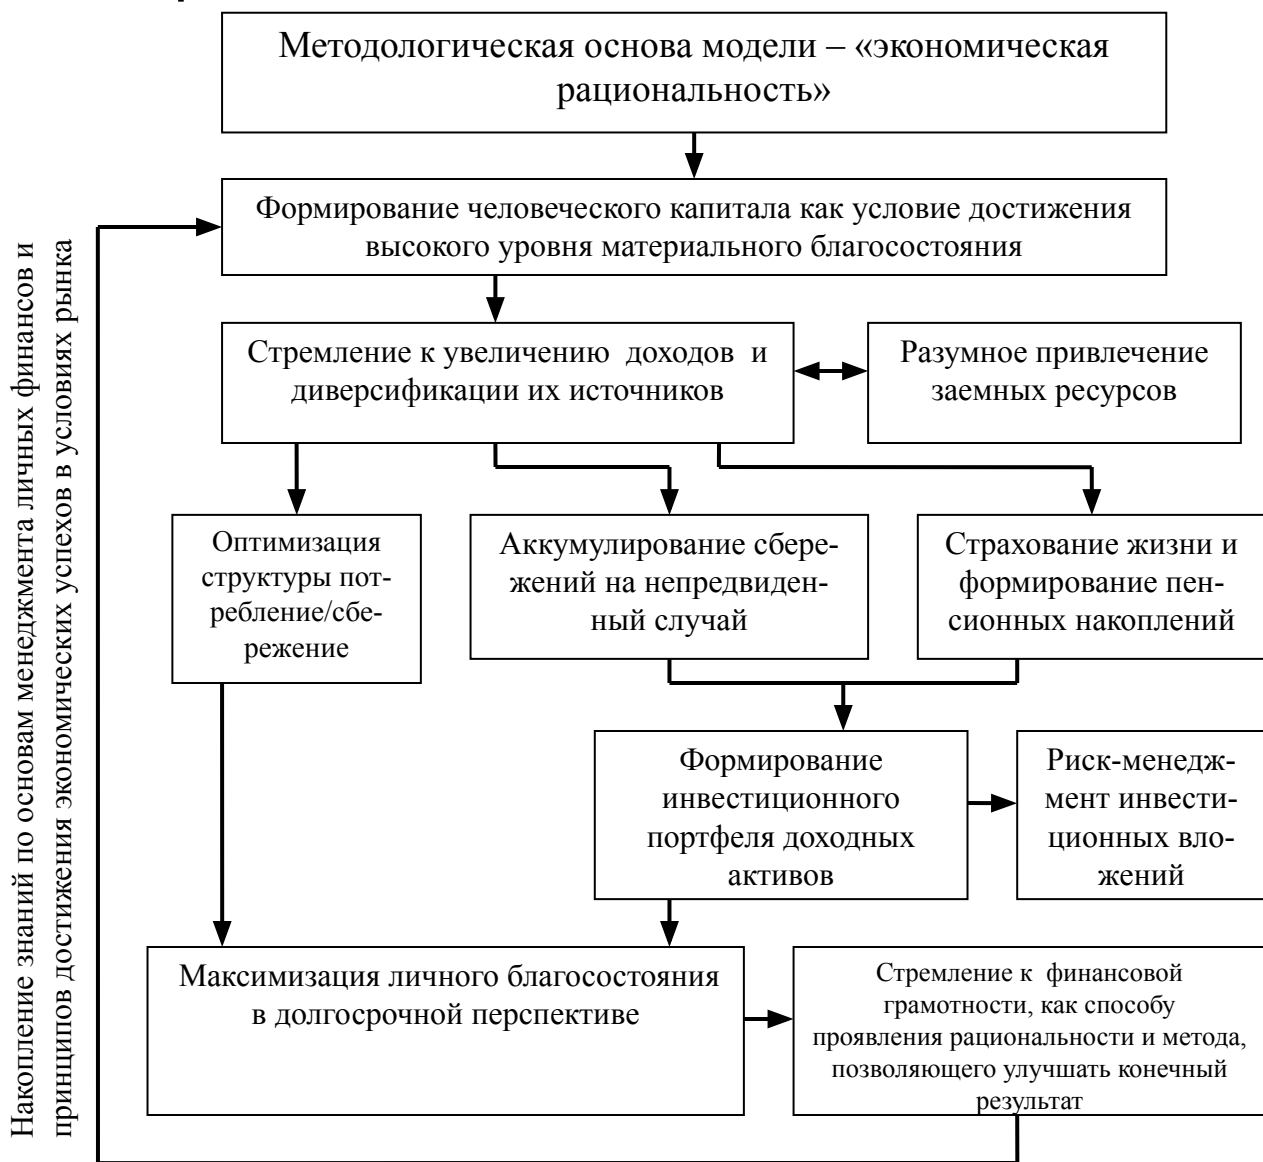 Методологическая основа модели – «экономическая
рациональность»
Формирование человеческого капитала как условие достижения
высокого уровня материального благосостояния
Стремление к увеличению доходов и
диверсификации их источников
Разумное привлечение
заемных ресурсов
Оптимизация
структуры пот-
ребление/сбе-
режение
Аккумулирование сбере-
жений на непредвиден-
ный случай
Страхование жизни и
формирование пен-
сионных накоплений
Формирование
инвестиционного
портфеля доходных
активов
Риск-менедж-
мент инвести-
ционных вло-
жений
Максимизация личного благосостояния
в долгосрочной перспективе
Стремление к финансовой
грамотности, как способу
проявления рациональности и метода,
позволяющего улучшать конечный
результат
Накопление знаний по основам менеджмента личных финансов и
принципов достижения экономических успехов в условиях рынка